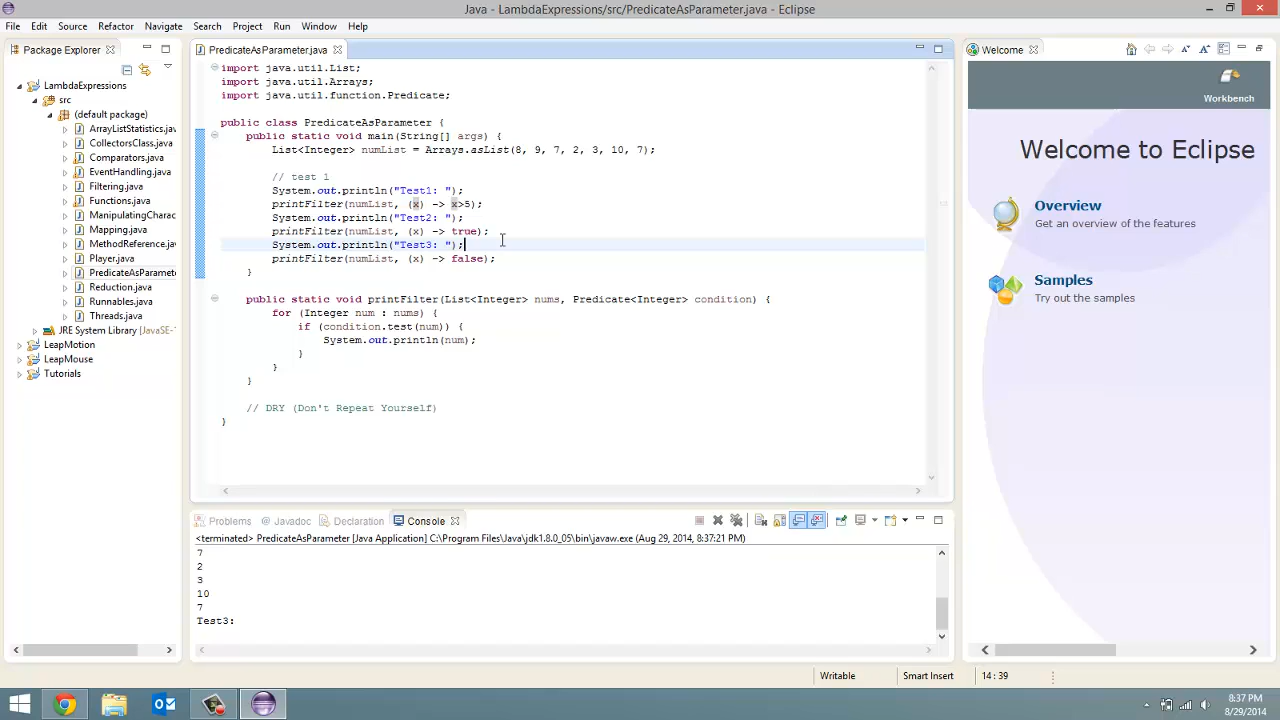 Java - LambdaExpressions/src/PredicateAsParameter.java - Eclipse
File Edit Source Refactor Navigate Search Project Run Window Help
Package Explorer
LambdaExpressions
src
(default package)
ArrayListStatistics.jav
CollectorsClass.java
Comparators.java
EventHandling.java
Filtering.java
Functions.java
ManipulatingCharac
Mapping.java
MethodReference.jav
Player.java
PredicateAsParamete
Reduction.java
Runnables.java
Threads.java
JRE System Library [JavaSE-
LeapMotion
LeapMouse
Tutorials
PredicateAsParameter.java
import java.util.List;
import java.util.Arrays;
import java.util.function.Predicate;
public class PredicateAsParameter {
public static void main(String[] args) {
List<Integer> numList = Arrays.asList(8, 9, 7, 2, 3, 10, 7);
// test 1
System.out.println("Test1: ");
printFilter(numList, (x) -> x>5);
System.out.println("Test2: ");
printFilter(numList, (x) -> true);
System.out.println("Test3: ");
printFilter(numList, (x) -> false);
}
public static void printFilter(List<Integer> nums, Predicate<Integer> condition) {
for (Integer num : nums) {
if (condition.test(num)) {
System.out.println(num);
}
}
}
// DRY (Don't Repeat Yourself)
}
Problems @ Javadoc Declaration Console
<terminated> PredicateAsParameter [Java Application] C:\Program Files\Java\jdk1.8.0_05\bin\javaw.exe (Aug 29, 2014, 8:37:21 PM)
7
2
3
10
7
Test3:
Welcome
Workbench
Welcome to Eclipse
Overview
Get an overview of the features
Samples
Try out the samples
Writable Smart Insert 14 : 39
8:37 PM
8/29/2014